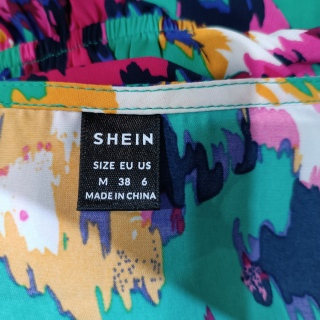 SHEIN
SIZE EU US
M 38 6
MADE IN CHINA